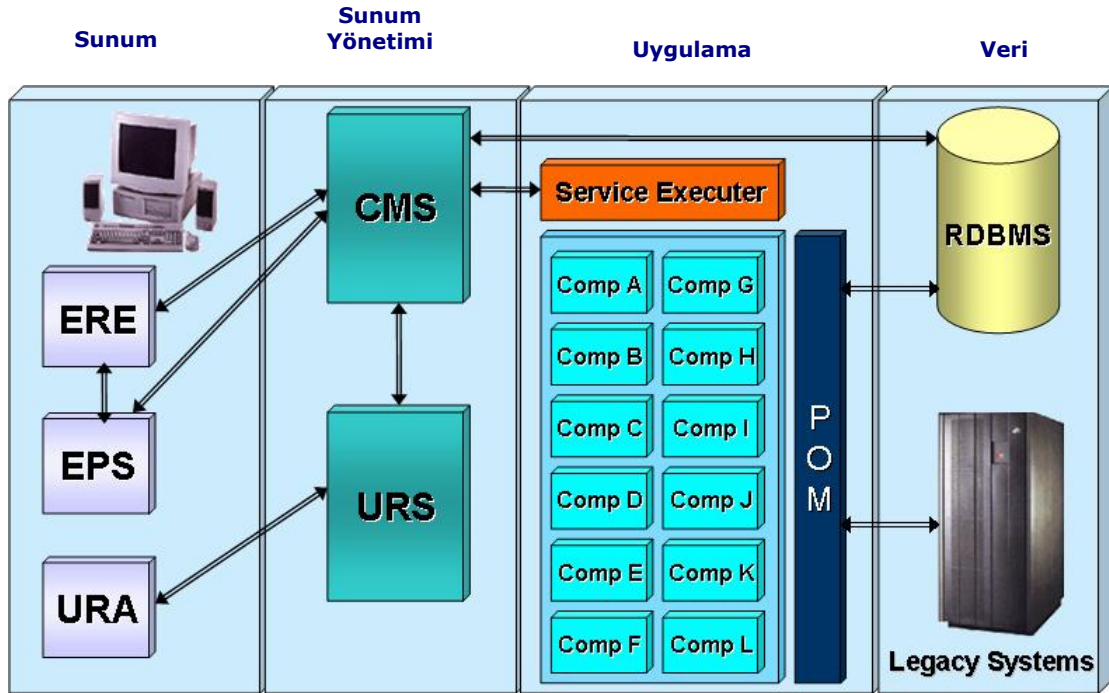 Sunum
Sunum
Yönetimi
Uygulama
Veri
ERE
EPS
URA
CMS
URS
Service Executer
Comp A
Comp G
Comp B
Comp H
Comp C
Comp I
Comp D
Comp J
Comp E
Comp K
Comp F
Comp L
P
O
M
RDBMS
Legacy Systems